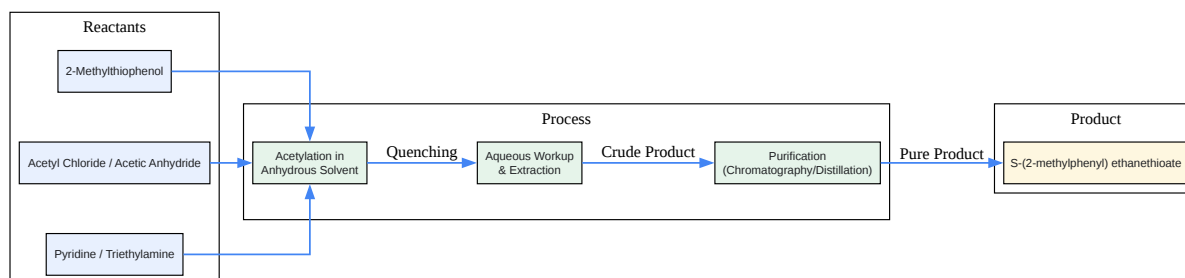 Reactants
2-Methylthiophenol
Acetyl Chloride / Acetic Anhydride
Pyridine / Triethylamine
Process
Acetylation in
Anhydrous Solvent
Quenching
Aqueous Workup
& Extraction
Crude Product
Purification
(Chromatography/Distillation)
Pure Product
Product
S-(2-methylphenyl) ethanethioate